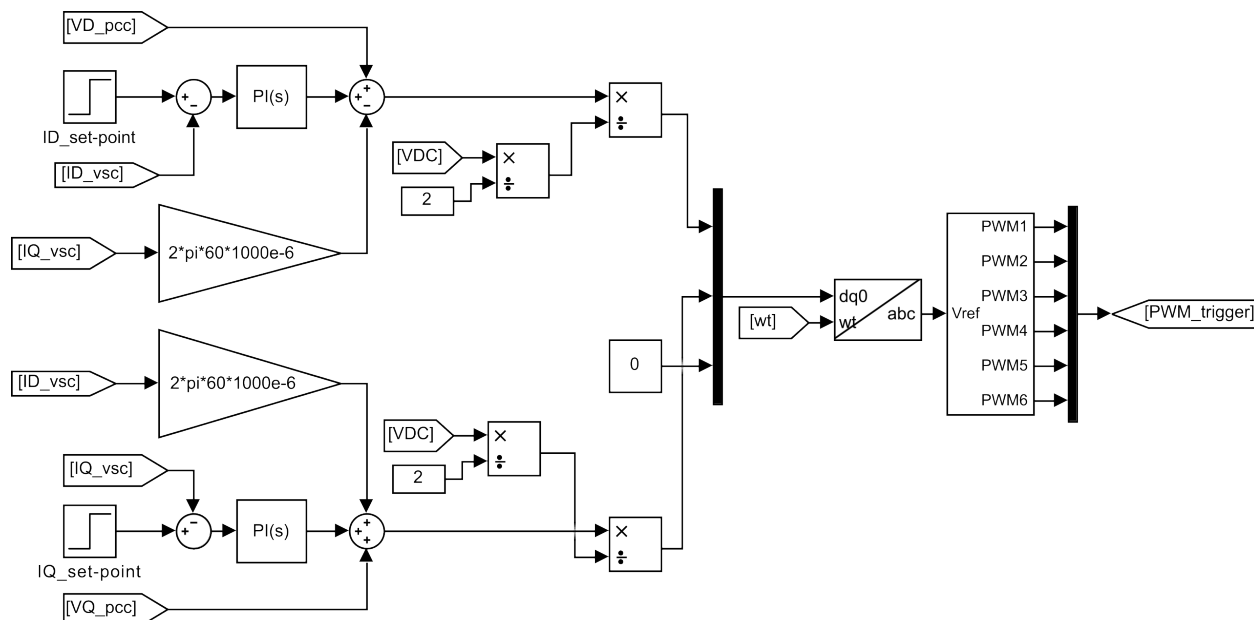 [VD_pcc]
+
+
−
PI(s)
+
−
ID_set-point
[ID_vsc]
[VDC]
×
÷
2
×
÷
[IQ_vsc]
2*pi*60*1000e-6
[ID_vsc]
2*pi*60*1000e-6
0
[wt]
dq0
wt
abc
Vref
PWM1
PWM2
PWM3
PWM4
PWM5
PWM6
[PWM_trigger]
[VDC]
×
÷
2
[IQ_vsc]
+
−
PI(s)
+
+
+
×
÷
IQ_set-point
[VQ_pcc]